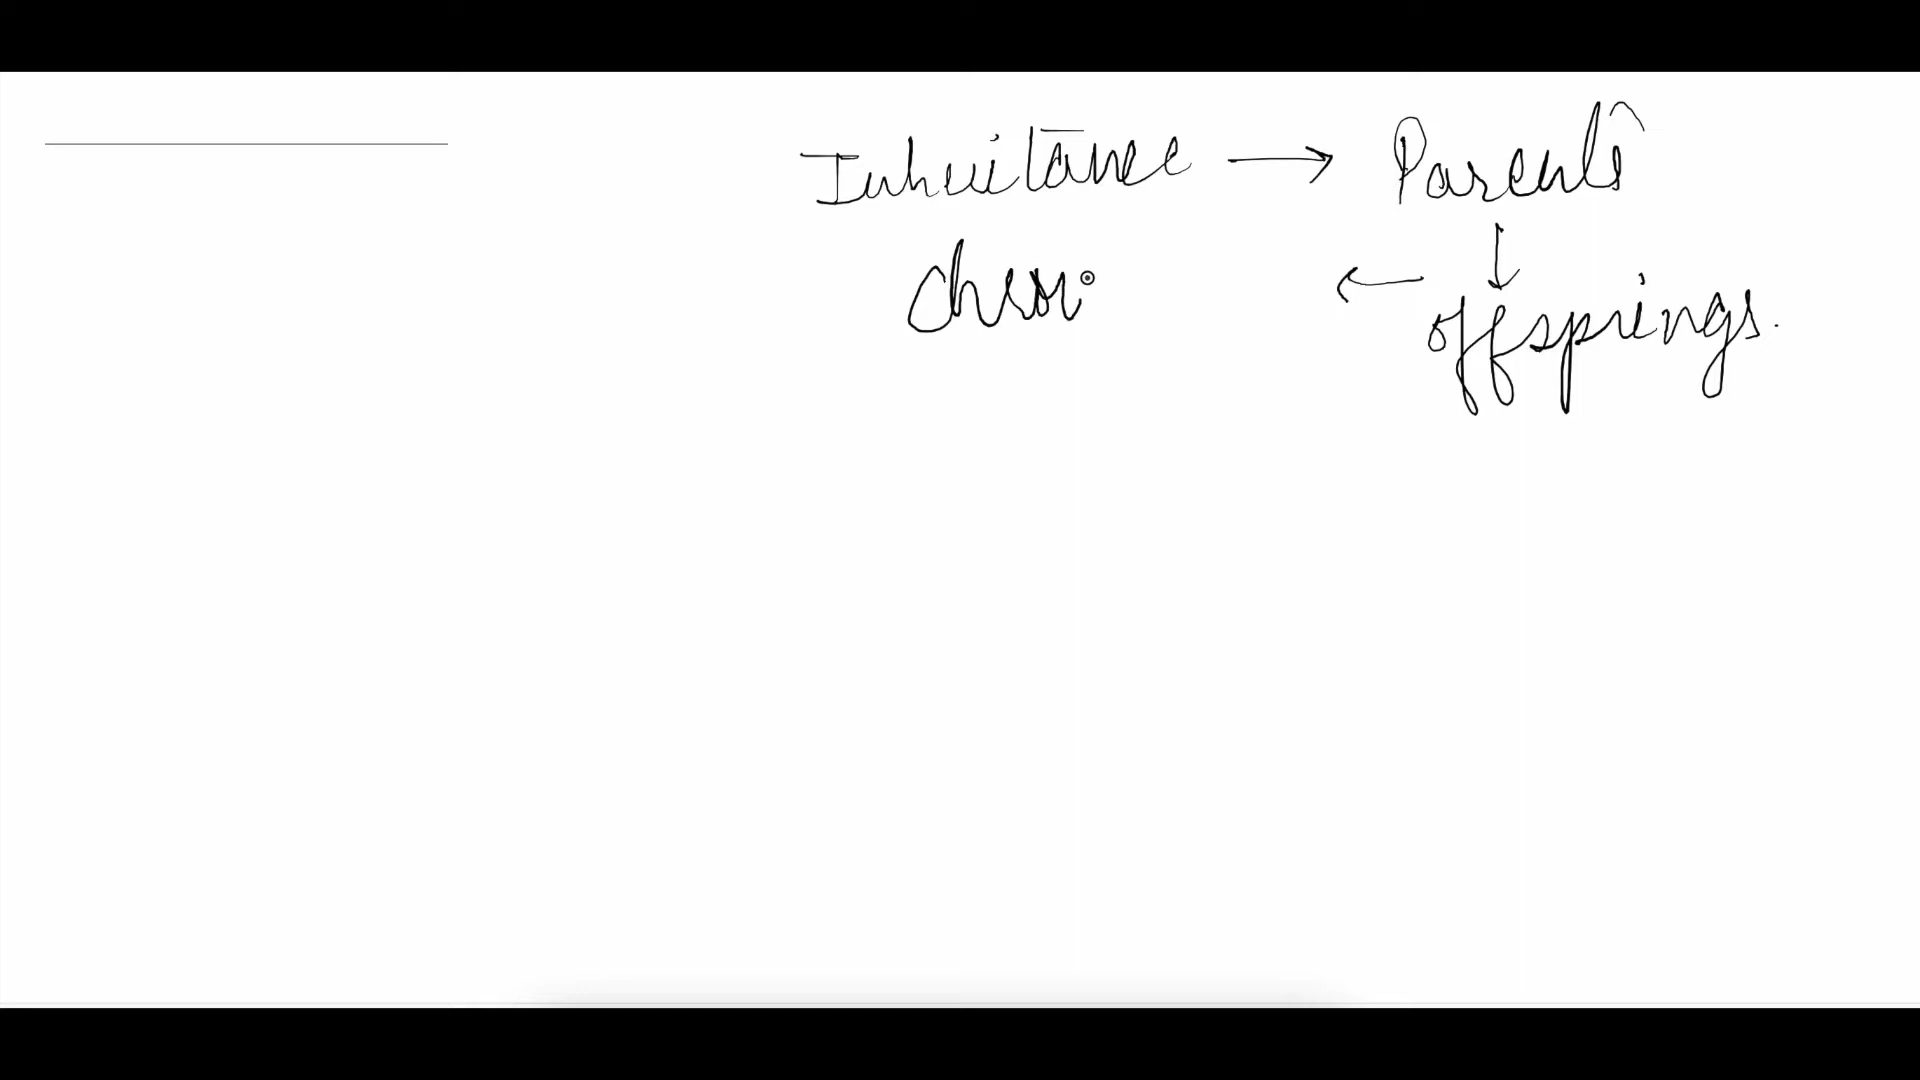 Inheritance → Parents
↓
Chro ← offsprings.